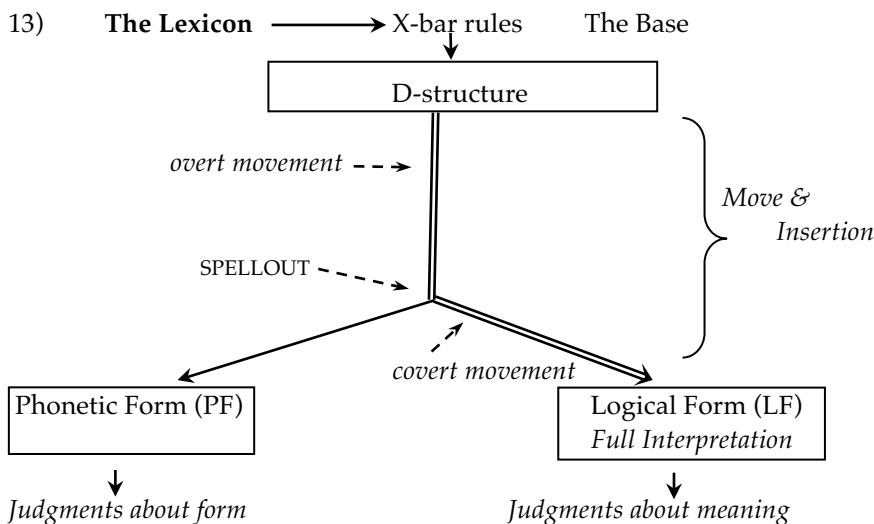 13) The Lexicon X-bar rules The Base
D-structure
overt movement
Move &
Insertion
SPELLOUT
covert movement
Phonetic Form (PF) Logical Form (LF)
Full Interpretation
Judgments about form Judgments about meaning